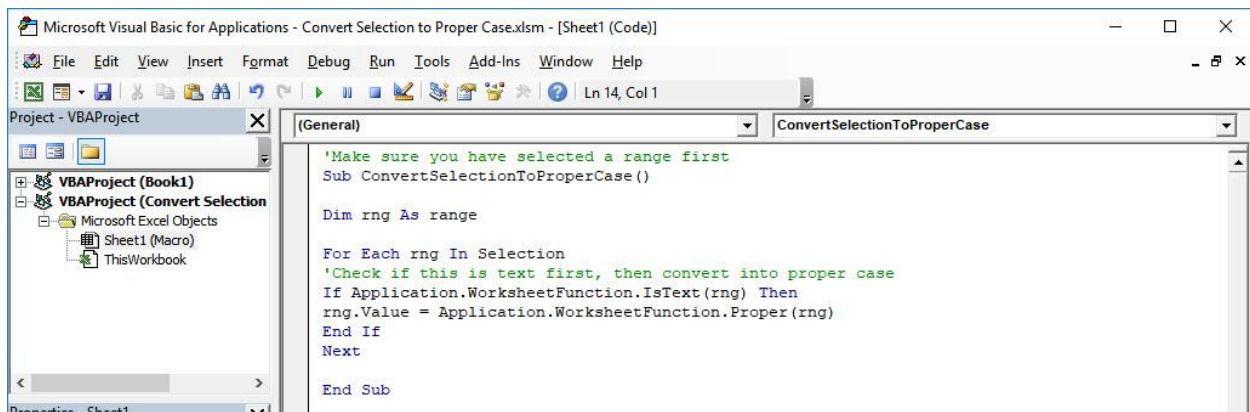 Microsoft Visual Basic for Applications - Convert Selection to Proper Case.xlsm - [Sheet1 (Code)]
File Edit View Insert Format Debug Run Tools Add-Ins Window Help
Ln 14, Col 1
Project - VBAProject
VBAProject (Book1)
VBAProject (Convert Selection
Microsoft Excel Objects
Sheet1 (Macro)
ThisWorkbook
Properties - Sheet1
(General) ConvertSelectionToProperCase
'Make sure you have selected a range first
Sub ConvertSelectionToProperCase()
Dim rng As range
For Each rng In Selection
'Check if this is text first, then convert into proper case
If Application.WorksheetFunction.IsText(rng) Then
rng.Value = Application.WorksheetFunction.Proper(rng)
End If
Next
End Sub